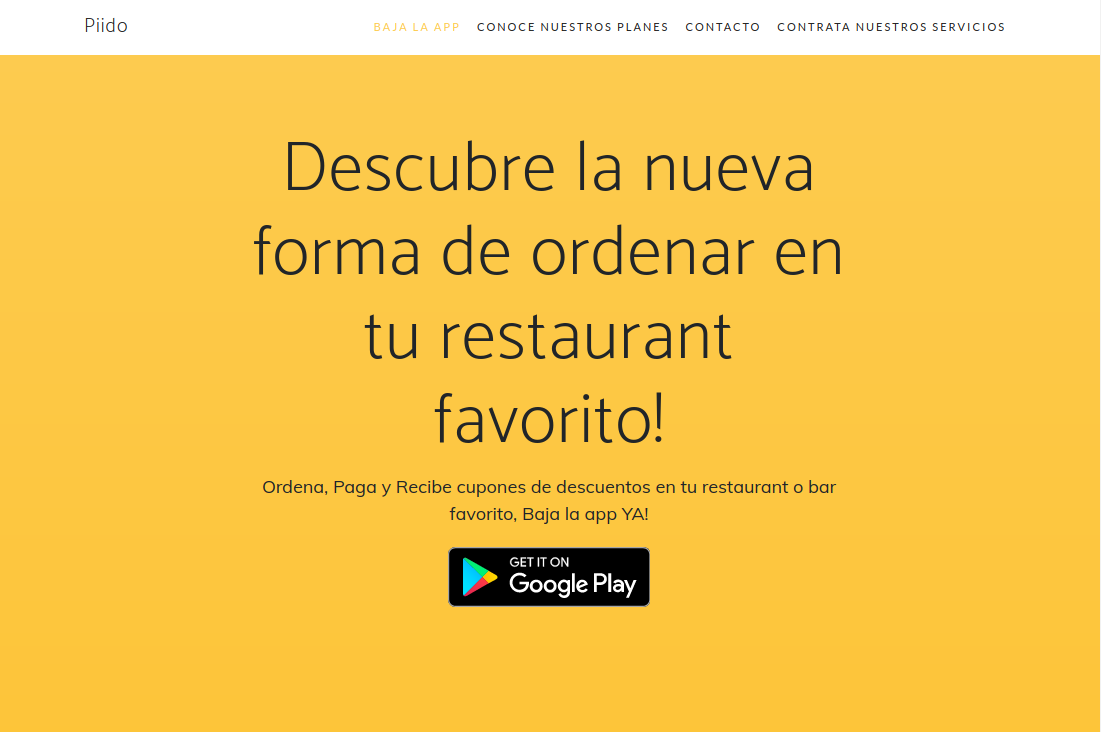 Piido
BAJA LA APP CONOCE NUESTROS PLANES CONTACTO CONTRATA NUESTROS SERVICIOS
Descubre la nueva
forma de ordenar en
tu restaurant
favorito!
Ordena, Paga y Recibe cupones de descuentos en tu restaurant o bar
favorito, Baja la app YA!
GET IT ON
Google Play